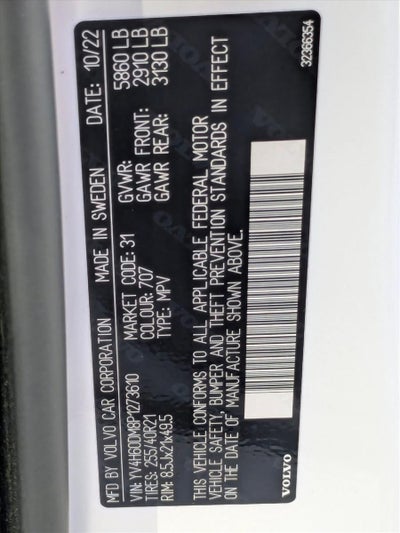 MFD BY VOLVO CAR CORPORATION MADE IN SWEDEN DATE: 10/22
VIN: YV4H60DM8P1273610 MARKET CODE: 31 GVWR: 5860 LB
TIRES: 255/40R21 COLOUR: 707 GAWR FRONT: 2910 LB
RIM: 8.5Jx21x49.5 TYPE: MPV GAWR REAR: 3130 LB
THIS VEHICLE CONFORMS TO ALL APPLICABLE FEDERAL MOTOR
VEHICLE SAFETY, BUMPER AND THEFT PREVENTION STANDARDS IN EFFECT
ON THE DATE OF MANUFACTURE SHOWN ABOVE.
VOLVO 32366354